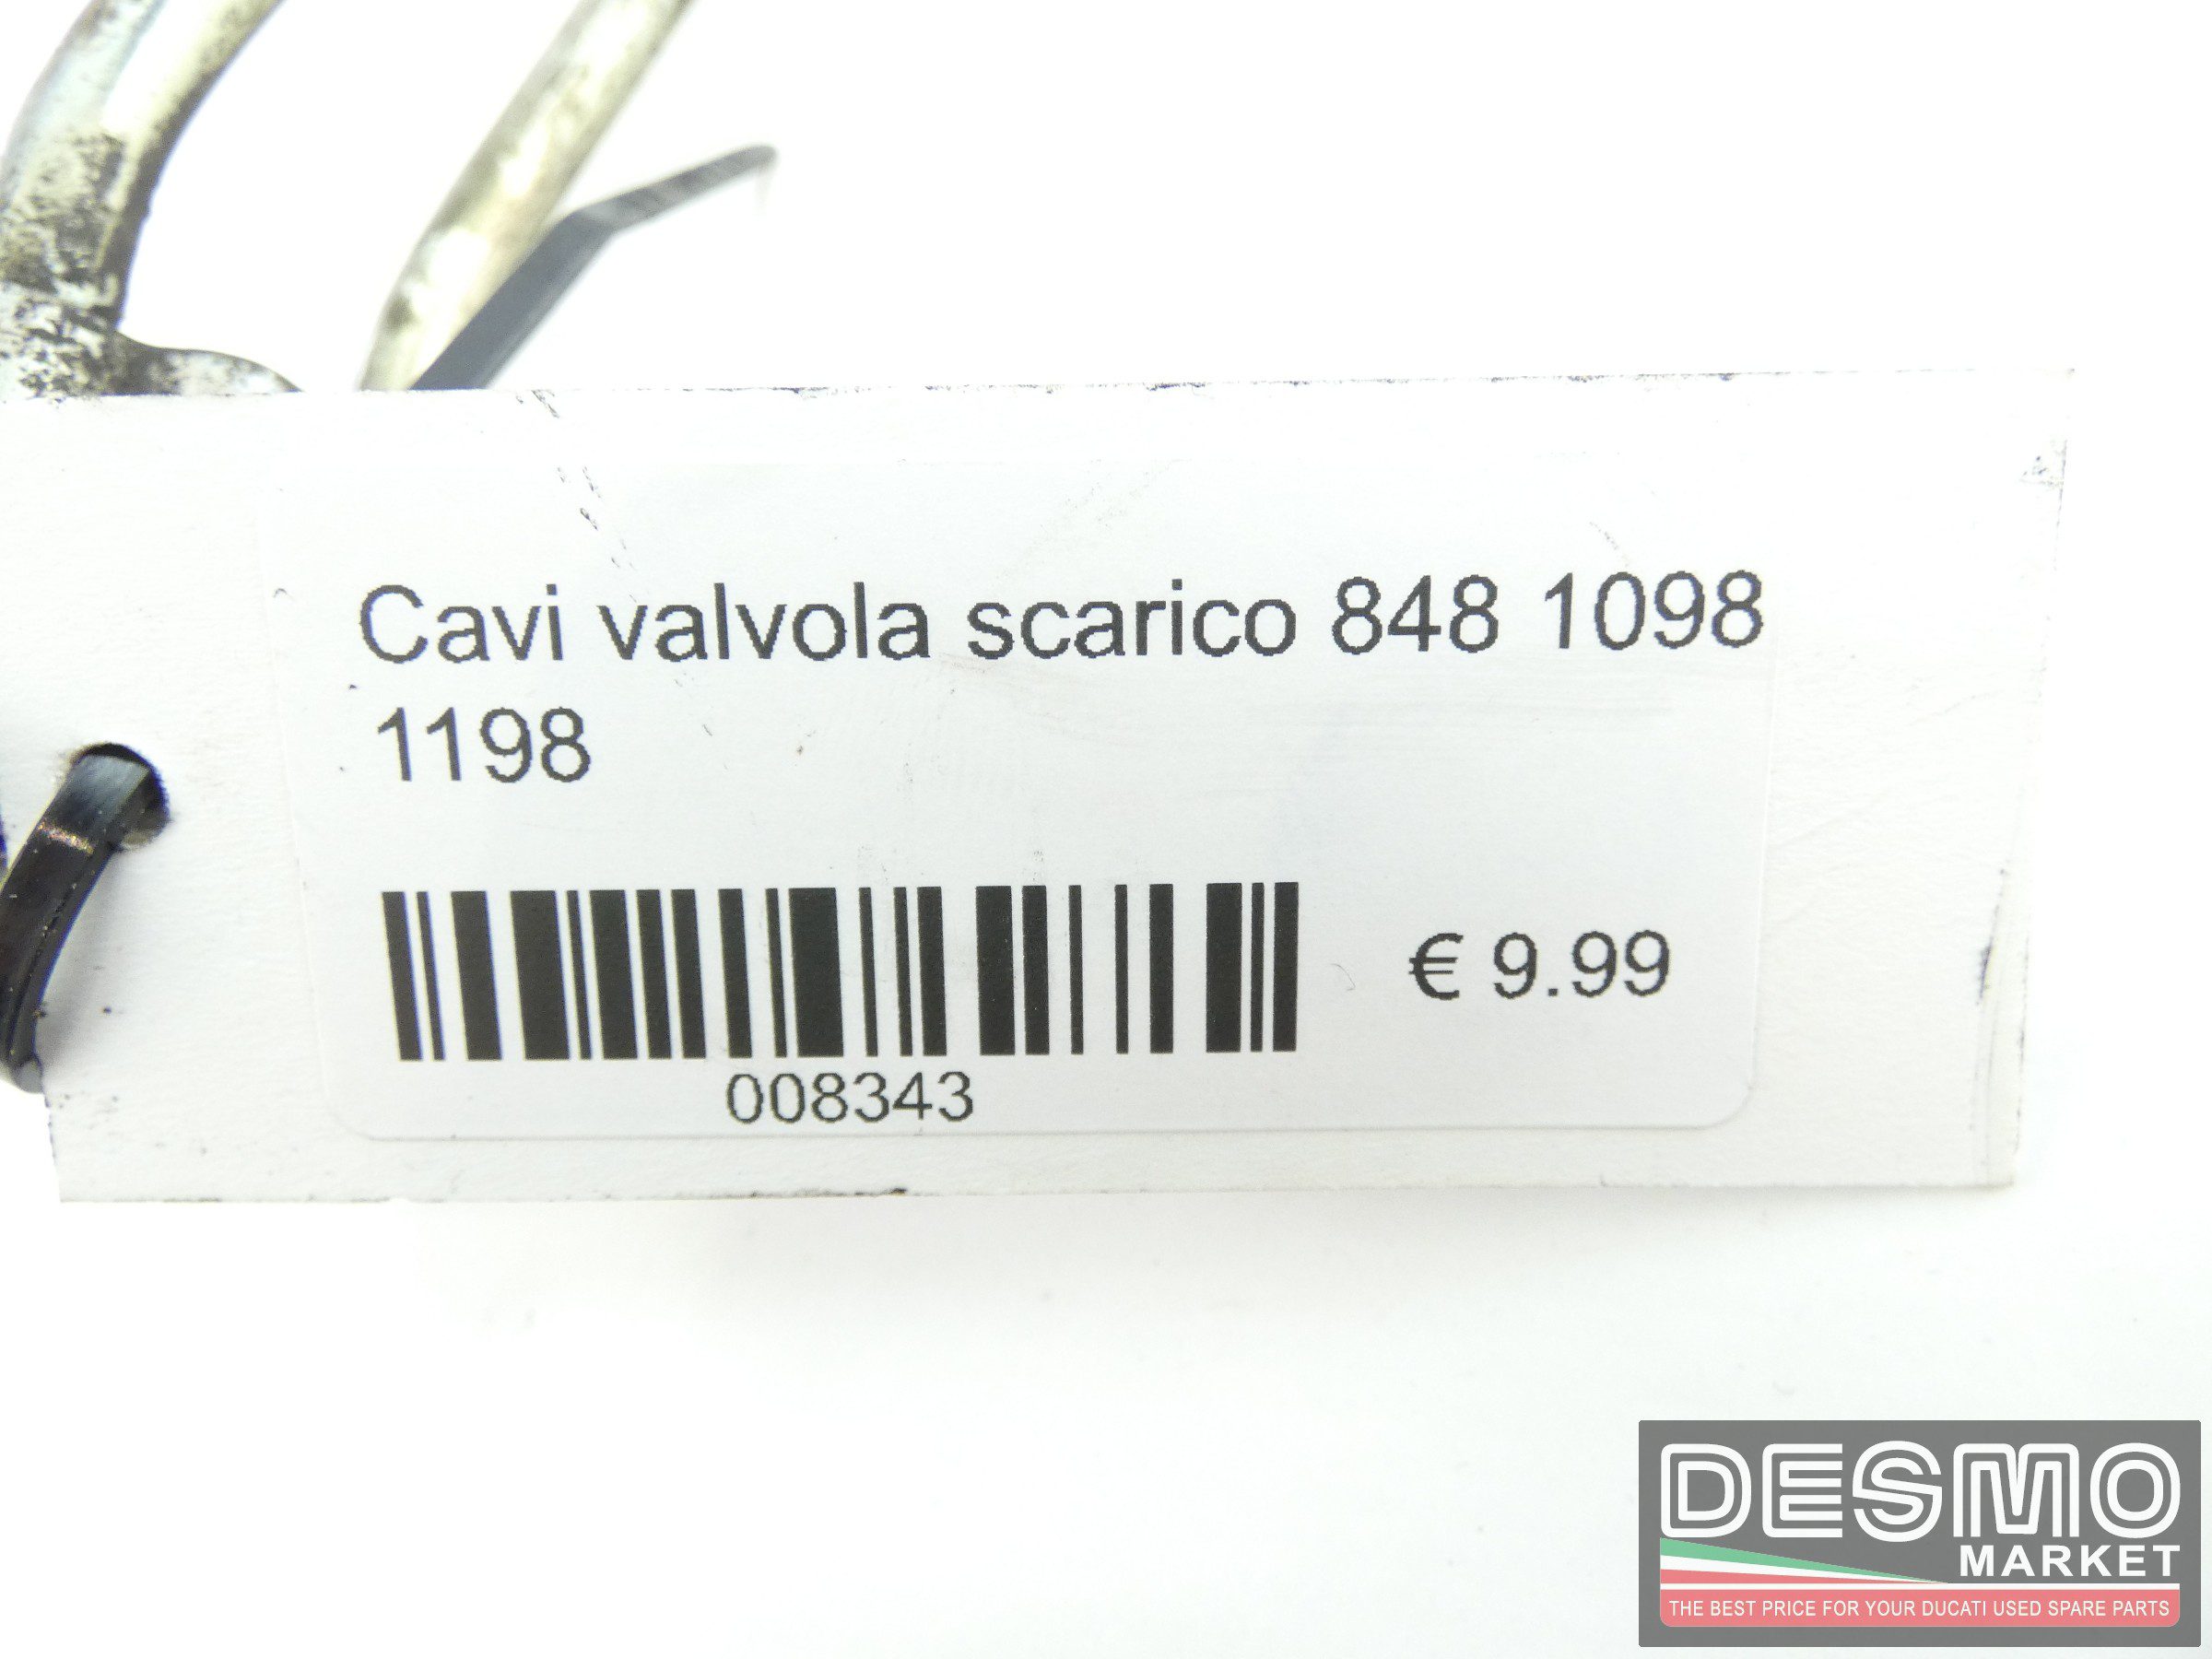 Cavi valvola scarico 848 1098
1198
€ 9.99
008343
DESMO
MARKET
THE BEST PRICE FOR YOUR DUCATI USED SPARE PARTS